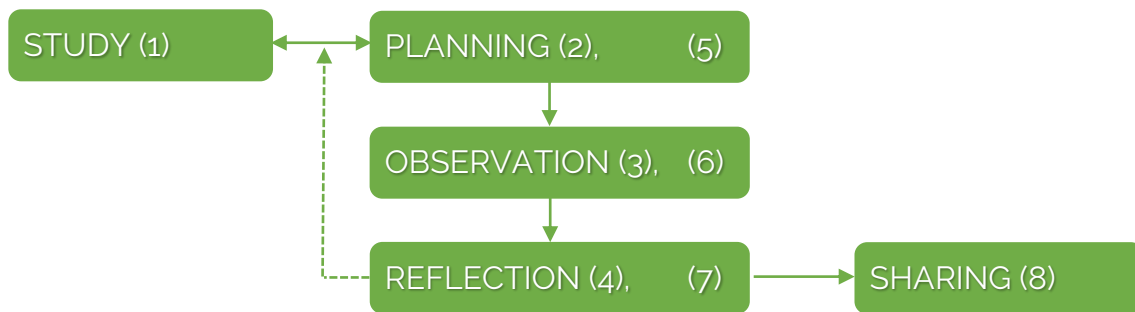 STUDY (1)
PLANNING (2), (5)
OBSERVATION (3), (6)
REFLECTION (4), (7)
SHARING (8)